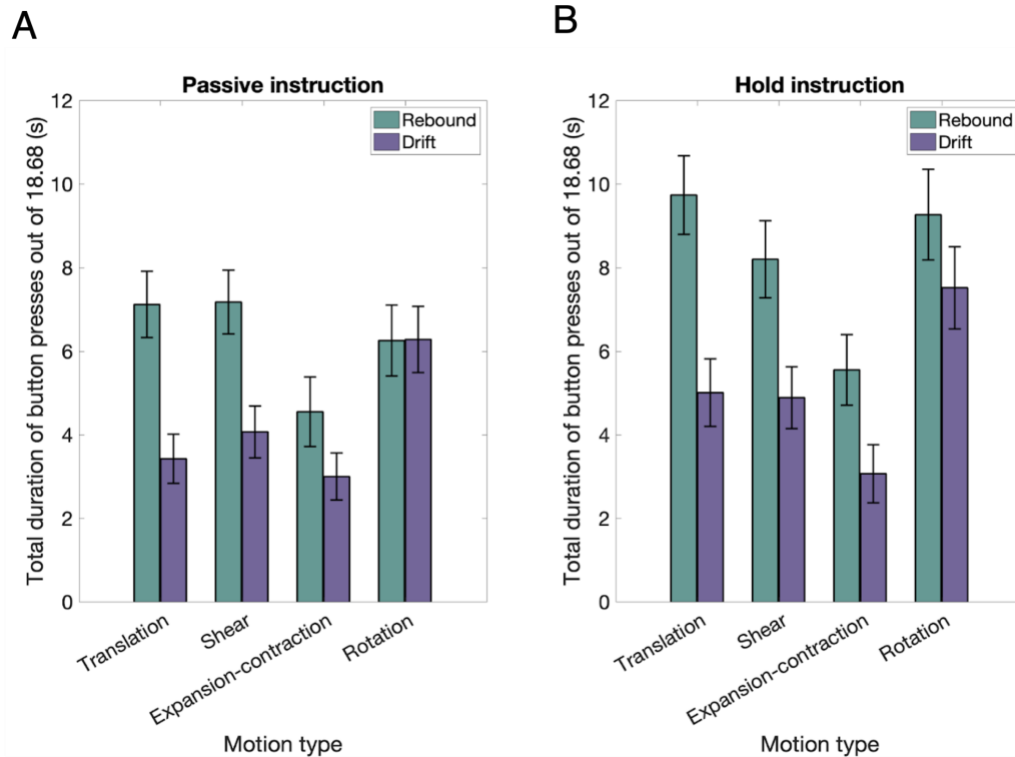 A
Passive instruction
Total duration of button presses out of 18.68 (s)
12
10
8
6
4
2
0
Rebound
Drift
Translation
Shear
Expansion-contraction
Rotation
Motion type
B
Hold instruction
Total duration of button presses out of 18.68 (s)
12
10
8
6
4
2
0
Rebound
Drift
Translation
Shear
Expansion-contraction
Rotation
Motion type